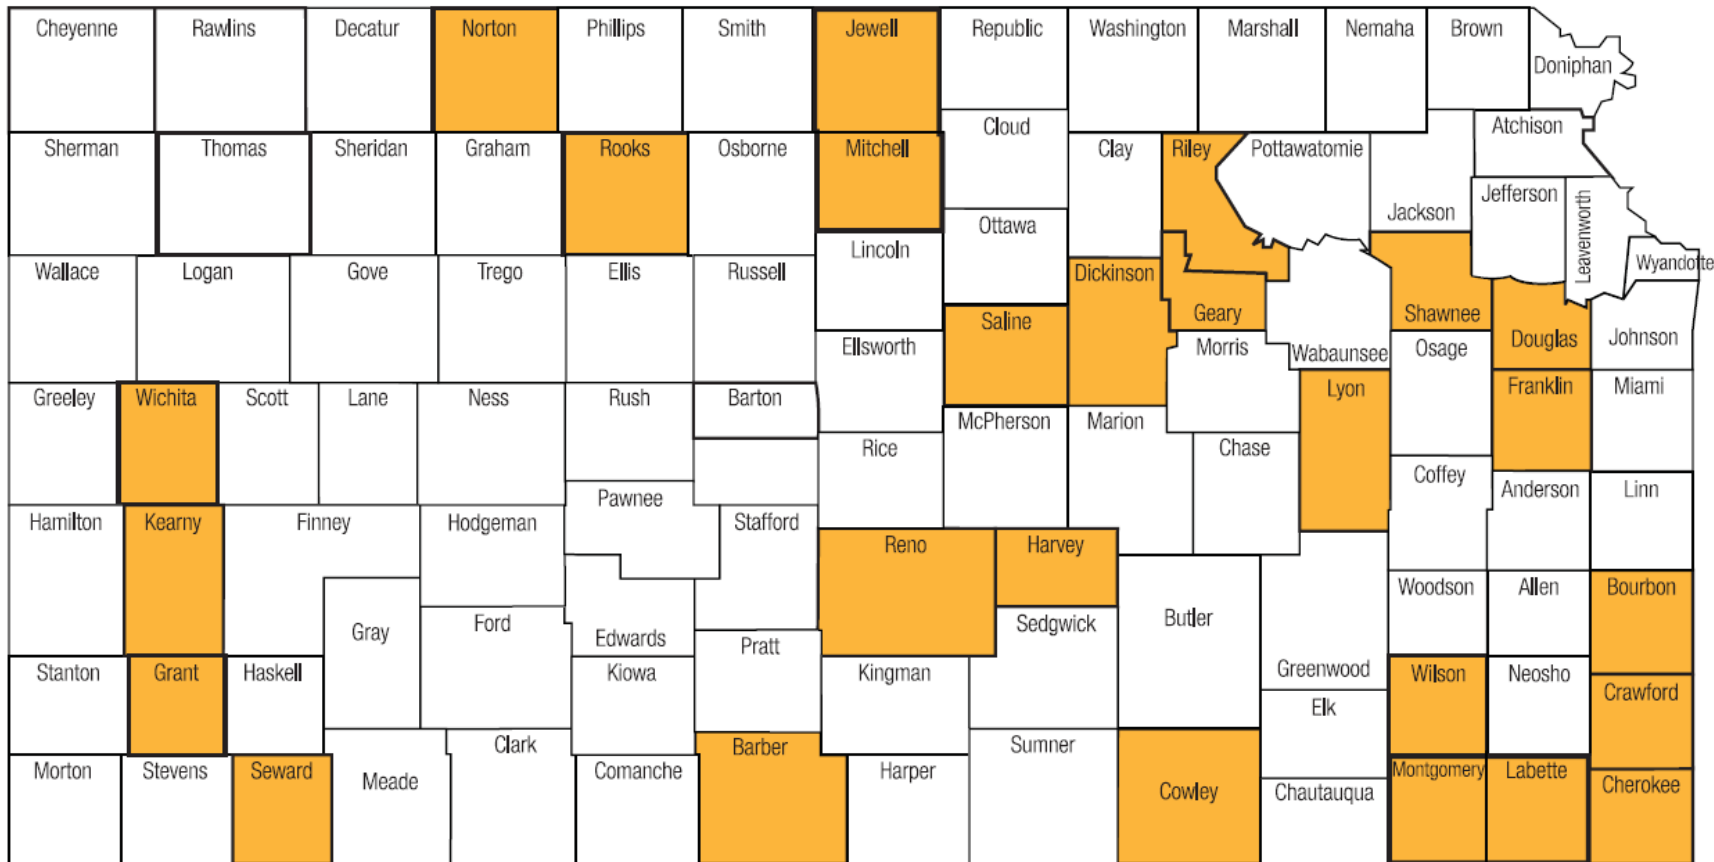 Cheyenne
Rawlins
Decatur
Norton
Phillips
Smith
Jewell
Republic
Washington
Marshall
Nemaha
Brown
Doniphan
Sherman
Thomas
Sheridan
Graham
Rooks
Osborne
Mitchell
Cloud
Clay
Riley
Pottawatomie
Jackson
Atchison
Jefferson
Leavenworth
Wyandotte
Wallace
Logan
Gove
Trego
Ellis
Russell
Lincoln
Ottawa
Dickinson
Geary
Shawnee
Douglas
Johnson
Saline
Ellsworth
Morris
Wabaunsee
Osage
Greeley
Wichita
Scott
Lane
Ness
Rush
Barton
Rice
McPherson
Marion
Chase
Lyon
Franklin
Miami
Coffey
Anderson
Linn
Hamilton
Kearny
Finney
Hodgeman
Pawnee
Stafford
Reno
Harvey
Gray
Ford
Edwards
Pratt
Sedgwick
Butler
Greenwood
Woodson
Allen
Bourbon
Stanton
Grant
Haskell
Kiowa
Kingman
Elk
Wilson
Neosho
Crawford
Morton
Stevens
Seward
Meade
Clark
Comanche
Barber
Harper
Sumner
Cowley
Chautauqua
Montgomery
Labette
Cherokee